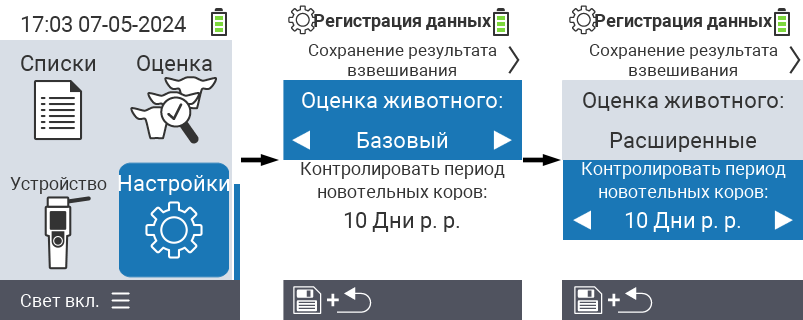 17:03 07-05-2024
Списки
Оценка
Устройство
Настройки
Свет вкл.
Регистрация данных
Сохранение результата
взвешивания
Оценка животного:
Базовый
Контролировать период
новотельных коров:
10 Дни р. р.
+
Регистрация данных
Сохранение результата
взвешивания
Оценка животного:
Расширенные
Контролировать период
новотельных коров:
10 Дни р. р.
+